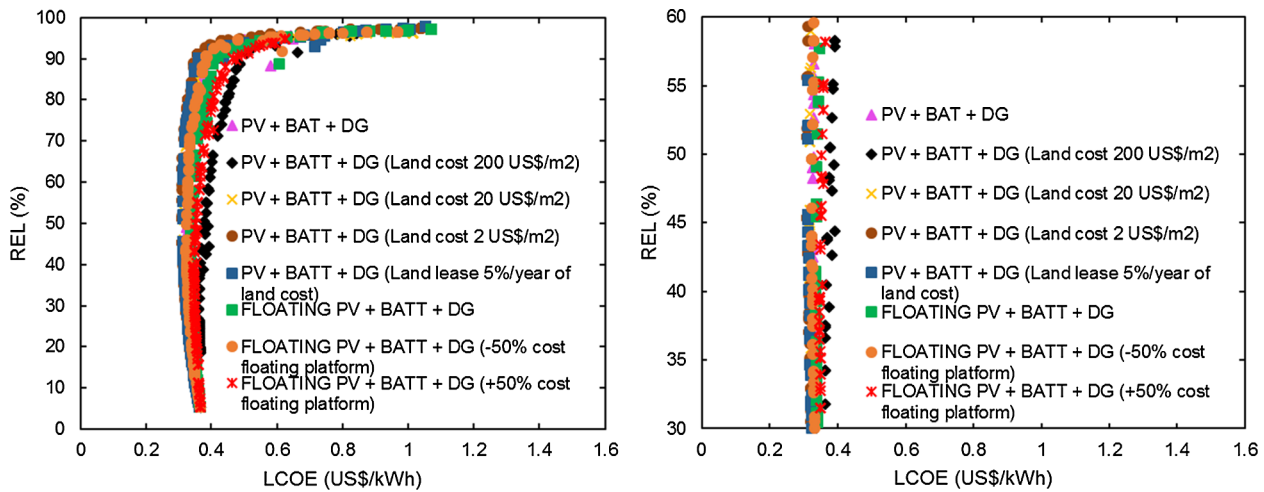 100
90
80
70
60
50
40
30
20
10
0
REL (%)
0
0.2
0.4
0.6
0.8
1
1.2
1.4
1.6
LCOE (US$/kWh)
PV + BAT + DG
PV + BATT + DG (Land cost 200 US$/m2)
PV + BATT + DG (Land cost 20 US$/m2)
PV + BATT + DG (Land cost 2 US$/m2)
PV + BATT + DG (Land lease 5%/year of
land cost)
FLOATING PV + BATT + DG
FLOATING PV + BATT + DG (-50% cost
floating platform)
FLOATING PV + BATT + DG (+50% cost
floating platform)
60
55
50
45
40
35
30
REL (%)
0
0.2
0.4
0.6
0.8
1
1.2
1.4
1.6
LCOE (US$/kWh)
PV + BAT + DG
PV + BATT + DG (Land cost 200 US$/m2)
PV + BATT + DG (Land cost 20 US$/m2)
PV + BATT + DG (Land cost 2 US$/m2)
PV + BATT + DG (Land lease 5%/year of
land cost)
FLOATING PV + BATT + DG
FLOATING PV + BATT + DG (-50% cost
floating platform)
FLOATING PV + BATT + DG (+50% cost
floating platform)